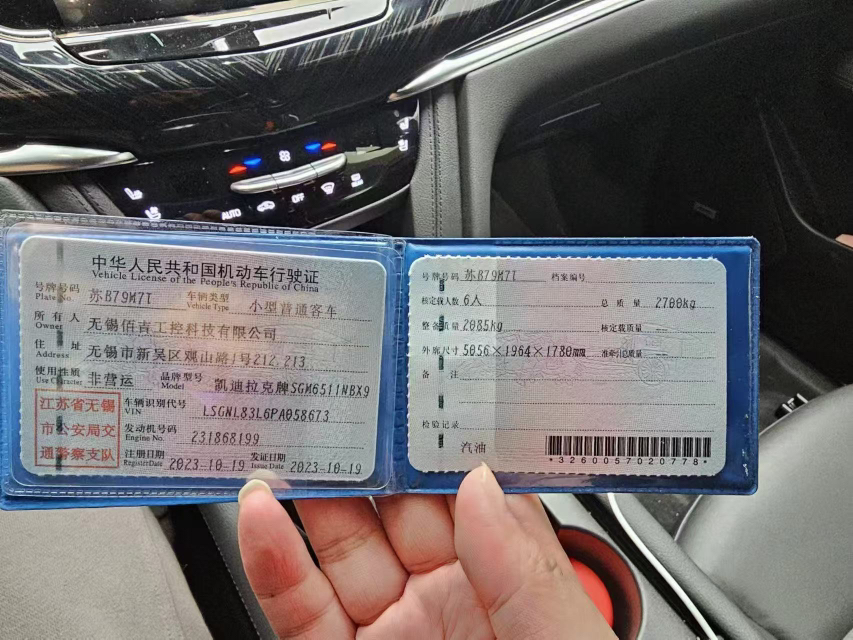 AUTO
OFF
中华人民共和国机动车行驶证
Vehicle License of the People's Republic of China
号牌号码 苏B79M7T 车辆类型 小型普通客车
Plate No. Vehicle Type
所有人 无锡佰吉工控科技有限公司
Owner
住址 无锡市新吴区观山路1号212,213
Address
使用性质 非营运 品牌型号 凯迪拉克牌SGM6511NBX9
Use Character Model
江苏省无锡
市公安局交
通警察支队
车辆识别代号 LSGNL83L6PA058673
VIN
发动机号码 231868199
Engine No.
注册日期 2023-10-19 发证日期 2023-10-19
Register Date Issue Date
号牌号码 苏B79M7T 档案编号
核定载人数 6人 总质量 2700kg
整备质量 2085kg 核定载质量 --
外廓尺寸 5056×1964×1780mm 准牵引总质量 --
备注
检验记录
汽油
*3260057020778*